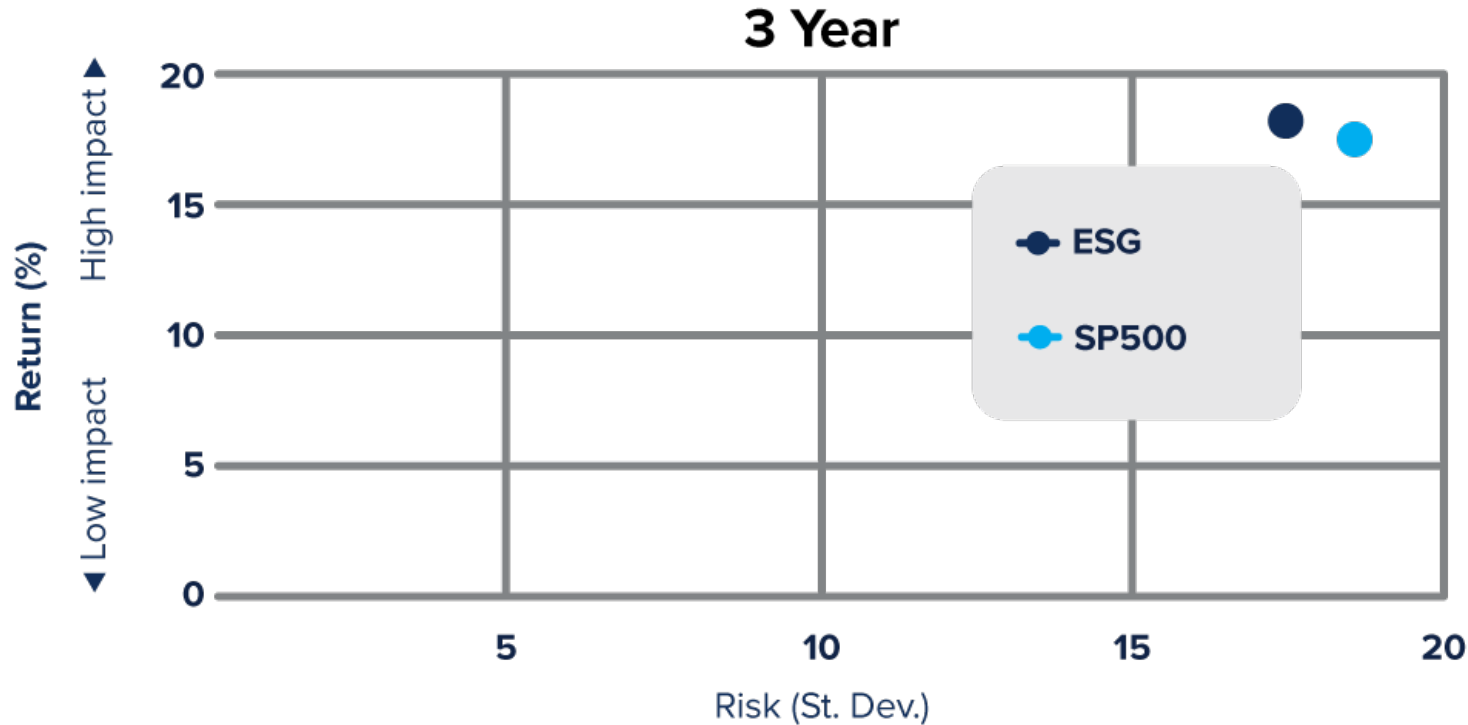 3 Year
Return (%)
◀ Low impact
High impact ▶
20
15
10
5
0
ESG
SP500
5 10 15 20
Risk (St. Dev.)